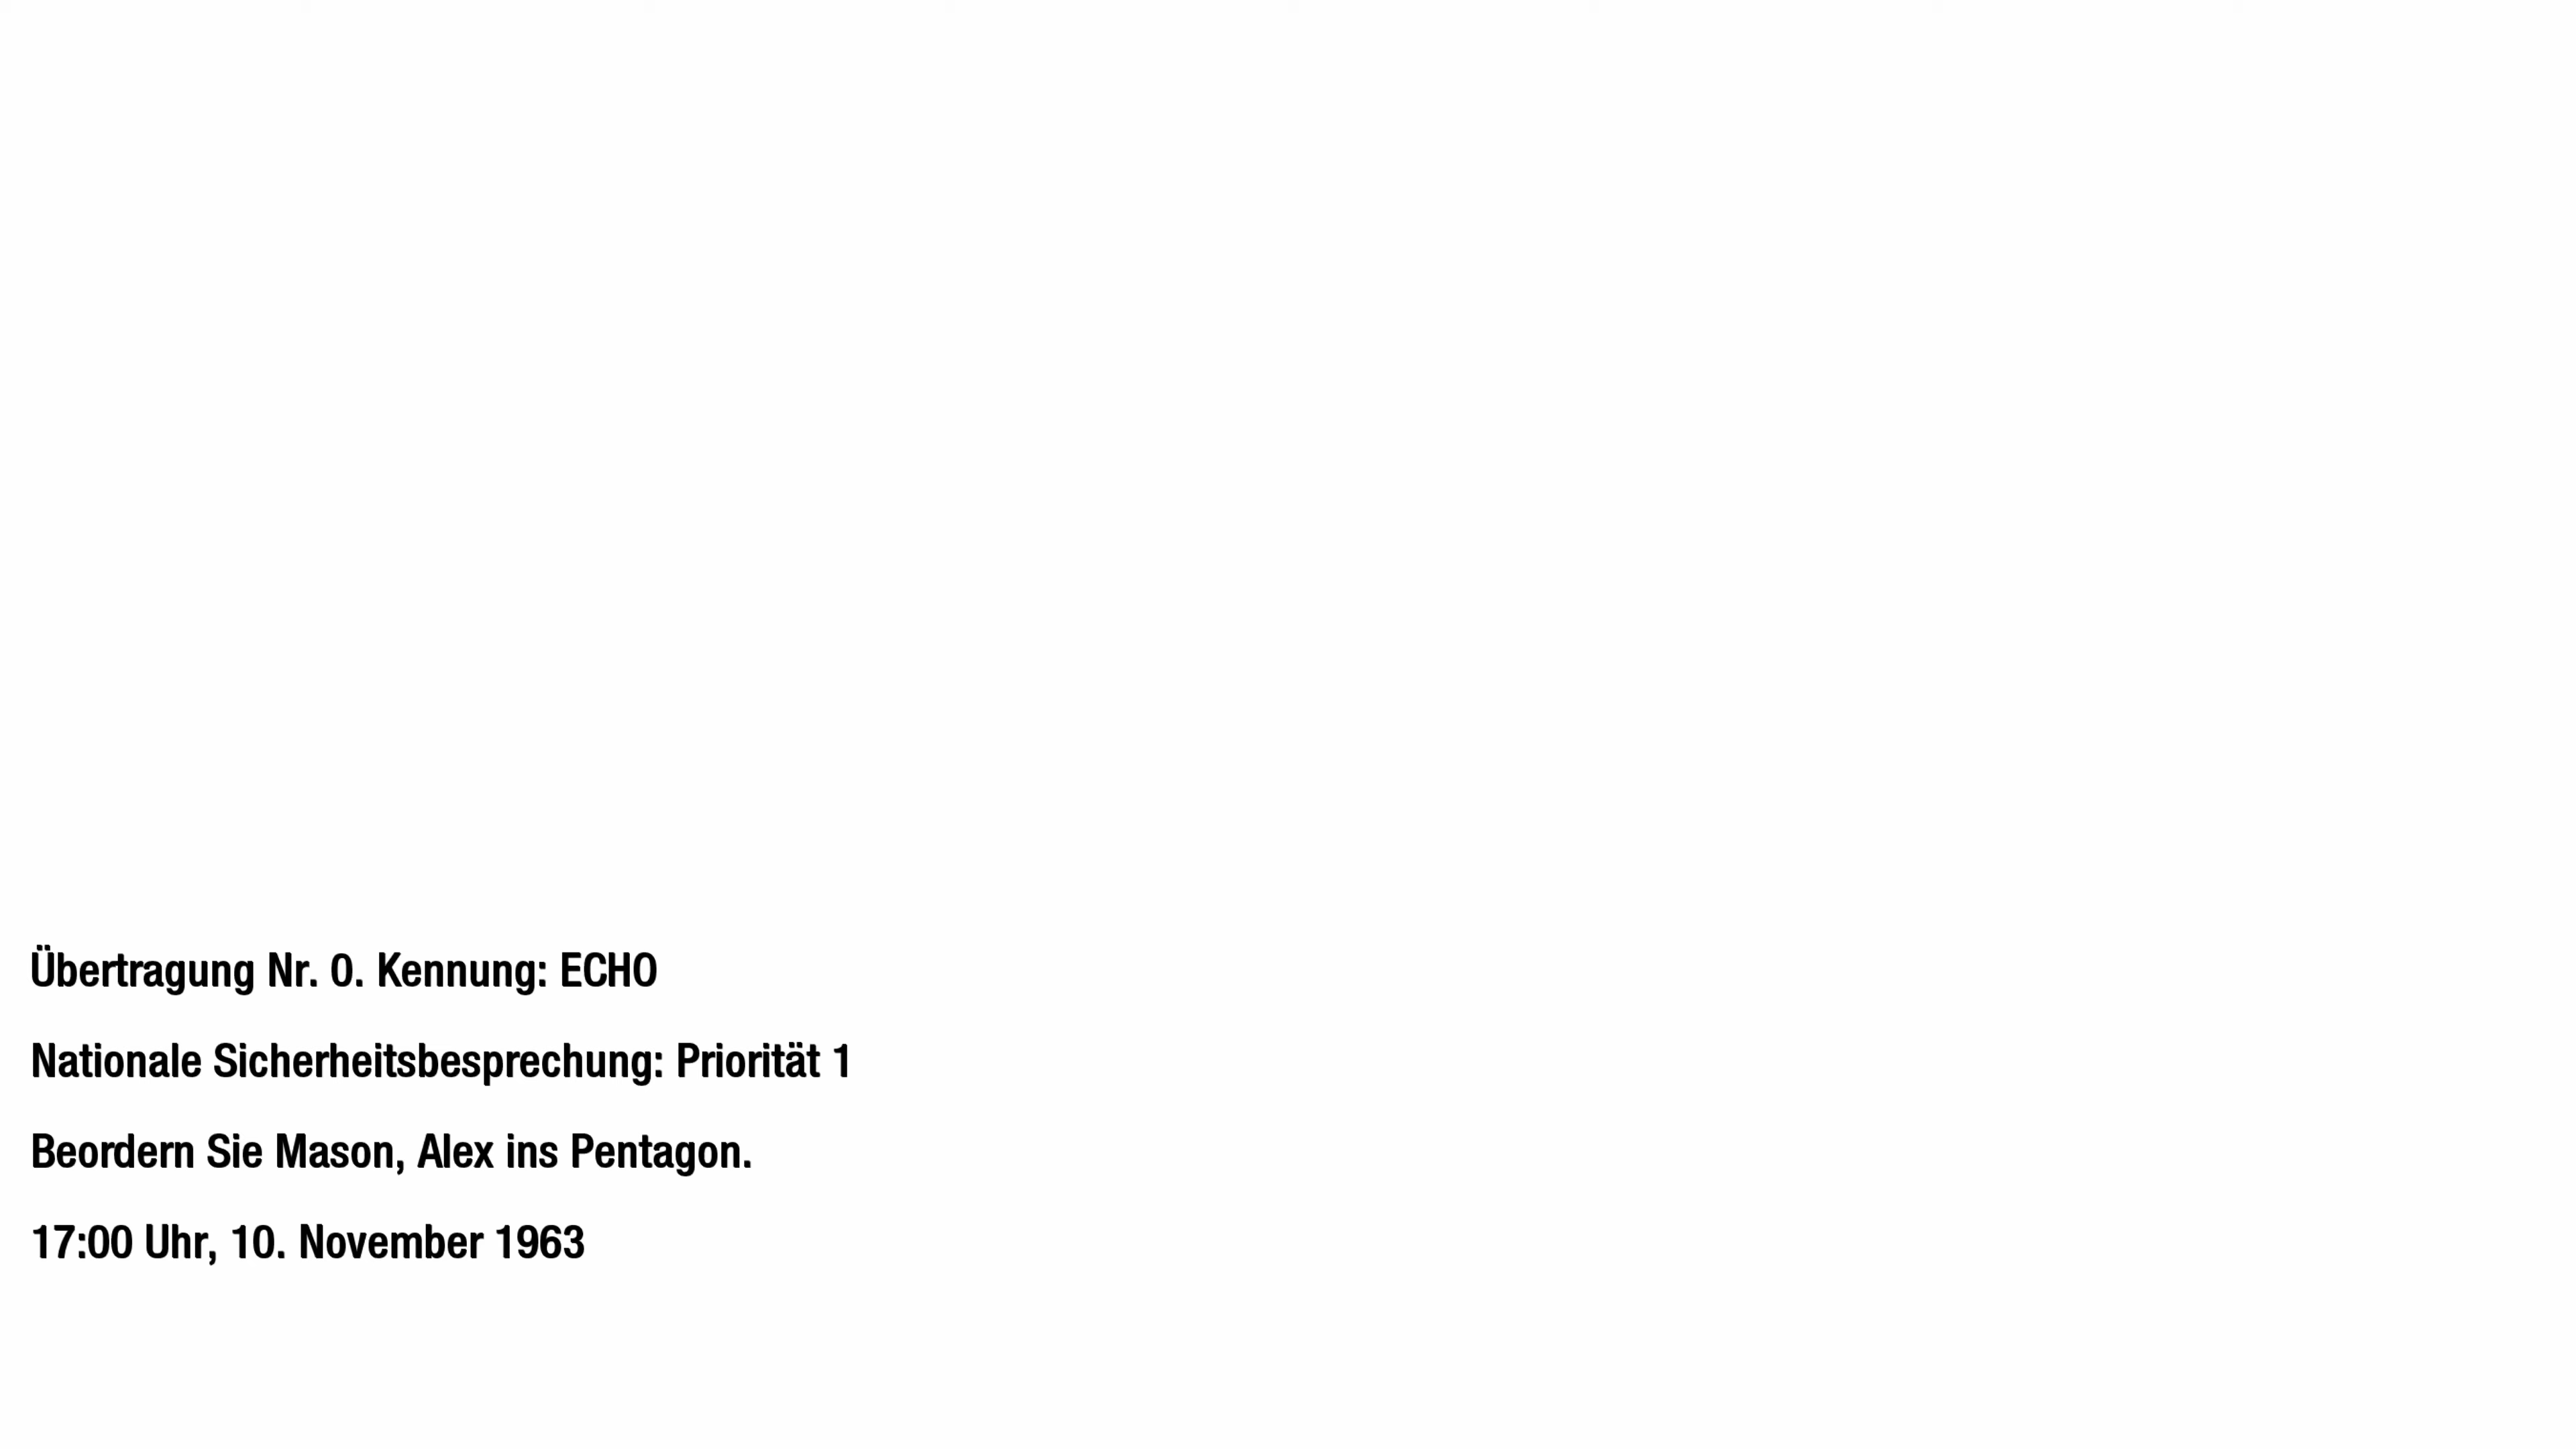 Übertragung Nr. 0. Kennung: ECHO
Nationale Sicherheitsbesprechung: Priorität 1
Beordern Sie Mason, Alex ins Pentagon.
17:00 Uhr, 10. November 1963